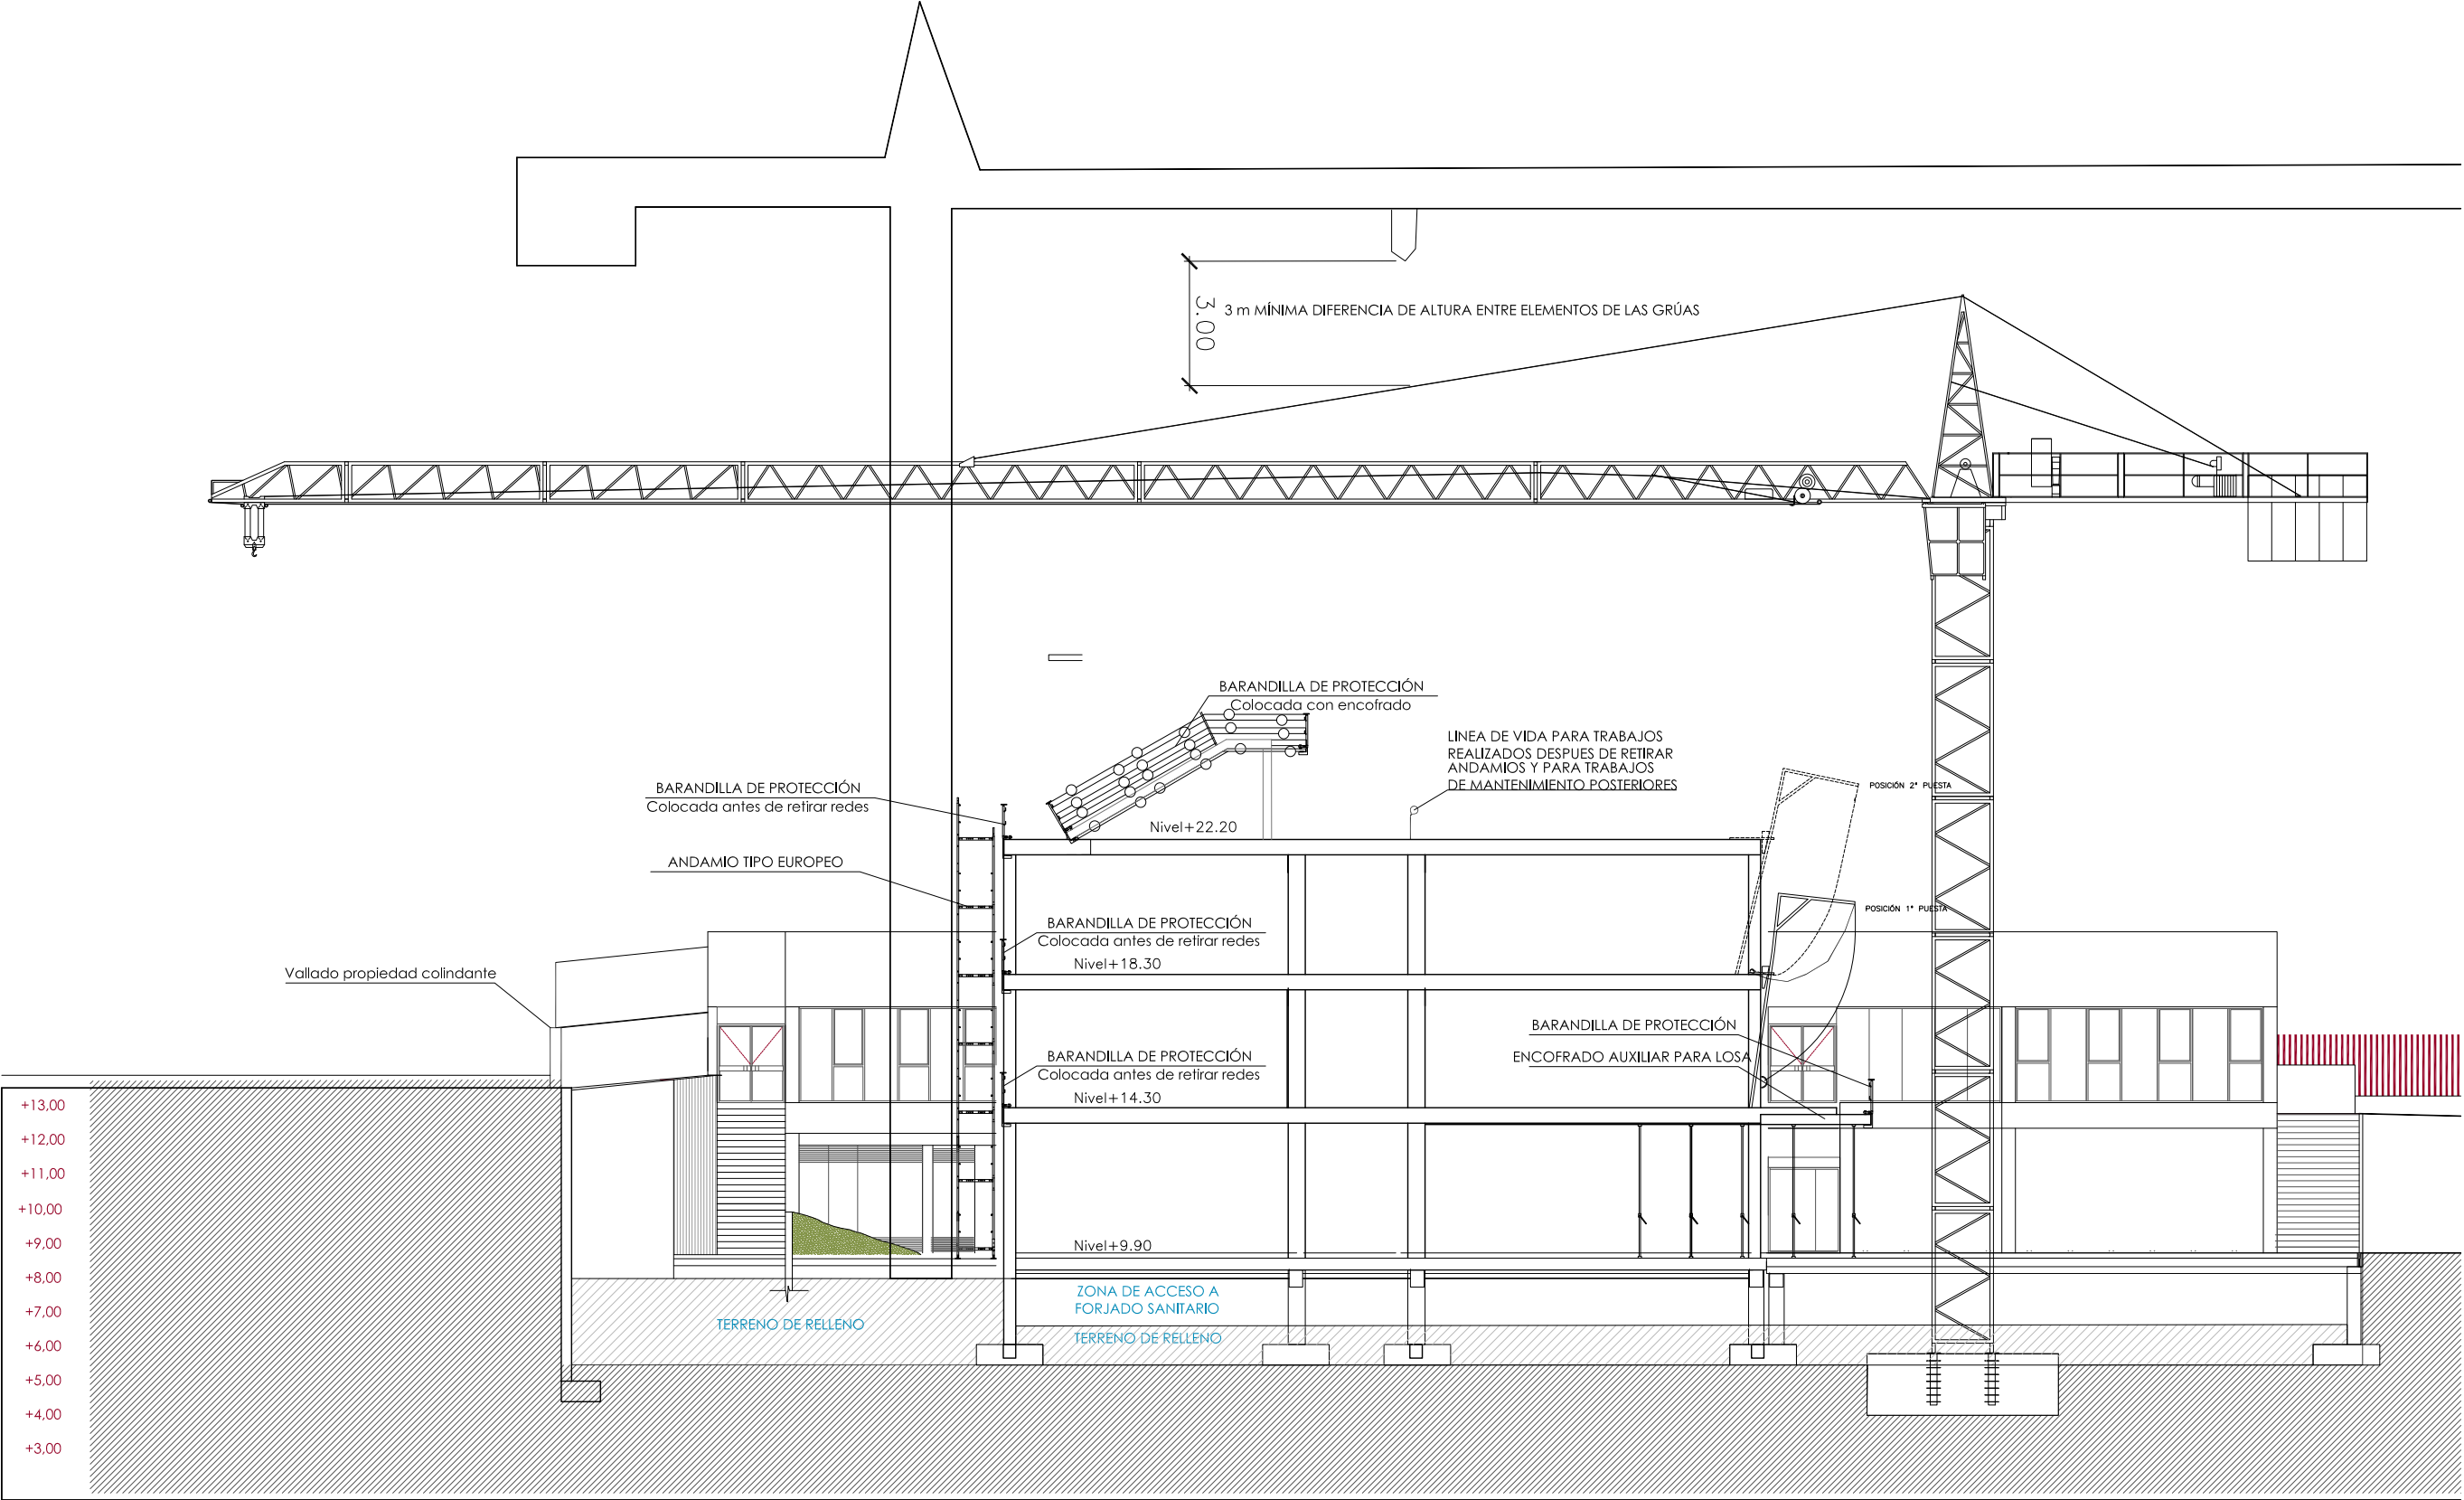 3.00
3 m MÍNIMA DIFERENCIA DE ALTURA ENTRE ELEMENTOS DE LAS GRÚAS
BARANDILLA DE PROTECCIÓN
Colocada con encofrado
LINEA DE VIDA PARA TRABAJOS
REALIZADOS DESPUES DE RETIRAR
ANDAMIOS Y PARA TRABAJOS
DE MANTENIMIENTO POSTERIORES
BARANDILLA DE PROTECCIÓN
Colocada antes de retirar redes
POSICIÓN 2ª PUESTA
Nivel+22.20
ANDAMIO TIPO EUROPEO
POSICIÓN 1ª PUESTA
BARANDILLA DE PROTECCIÓN
Colocada antes de retirar redes
Nivel+18.30
Vallado propiedad colindante
BARANDILLA DE PROTECCIÓN
ENCOFRADO AUXILIAR PARA LOSA
BARANDILLA DE PROTECCIÓN
Colocada antes de retirar redes
Nivel+14.30
+13,00
+12,00
+11,00
+10,00
+9,00
+8,00
+7,00
+6,00
+5,00
+4,00
+3,00
Nivel+9.90
ZONA DE ACCESO A
FORJADO SANITARIO
TERRENO DE RELLENO
TERRENO DE RELLENO